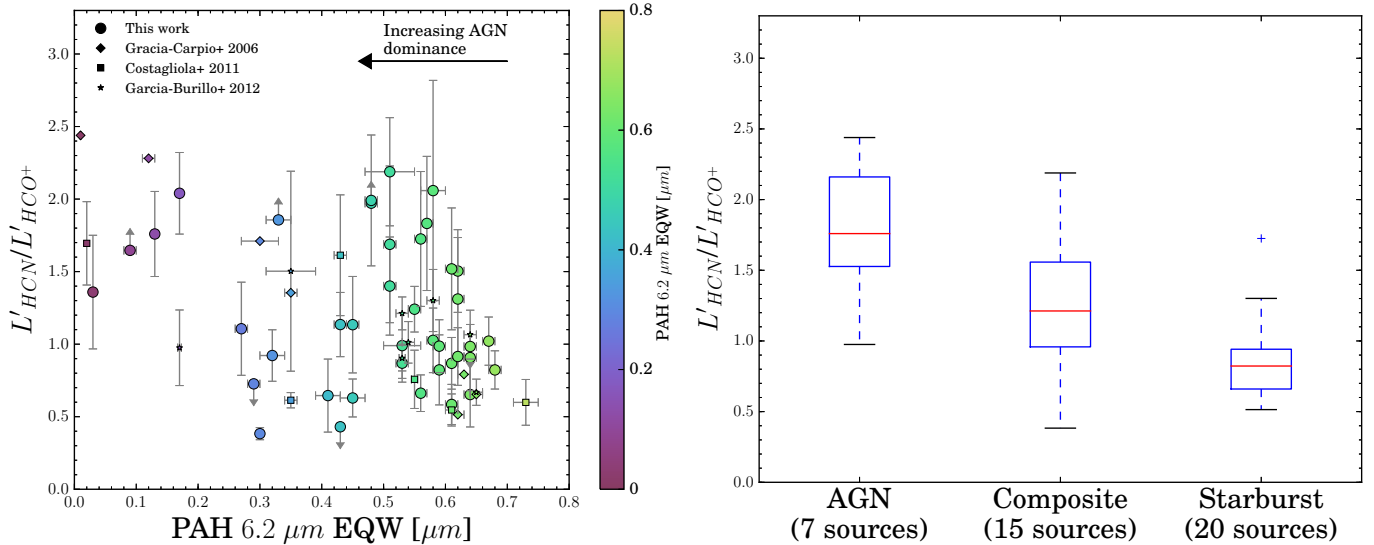 This work
Gracia-Carpio+ 2006
Costagliola+ 2011
Garcia-Burillo+ 2012
Increasing AGN
dominance
L'HCN/L'HCO+
3.0
2.5
2.0
1.5
1.0
0.5
0.0
0.0 0.1 0.2 0.3 0.4 0.5 0.6 0.7 0.8
PAH 6.2 μm EQW [μm]
0.8
0.6
0.4
0.2
0
PAH 6.2 μm EQW [μm]
L'HCN/L'HCO+
3.0
2.5
2.0
1.5
1.0
0.5
0.0
AGN
(7 sources)
Composite
(15 sources)
Starburst
(20 sources)